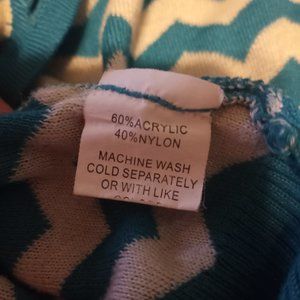 60%ACRYLIC
40%NYLON
MACHINE WASH
COLD SEPARATELY
OR WITH LIKE